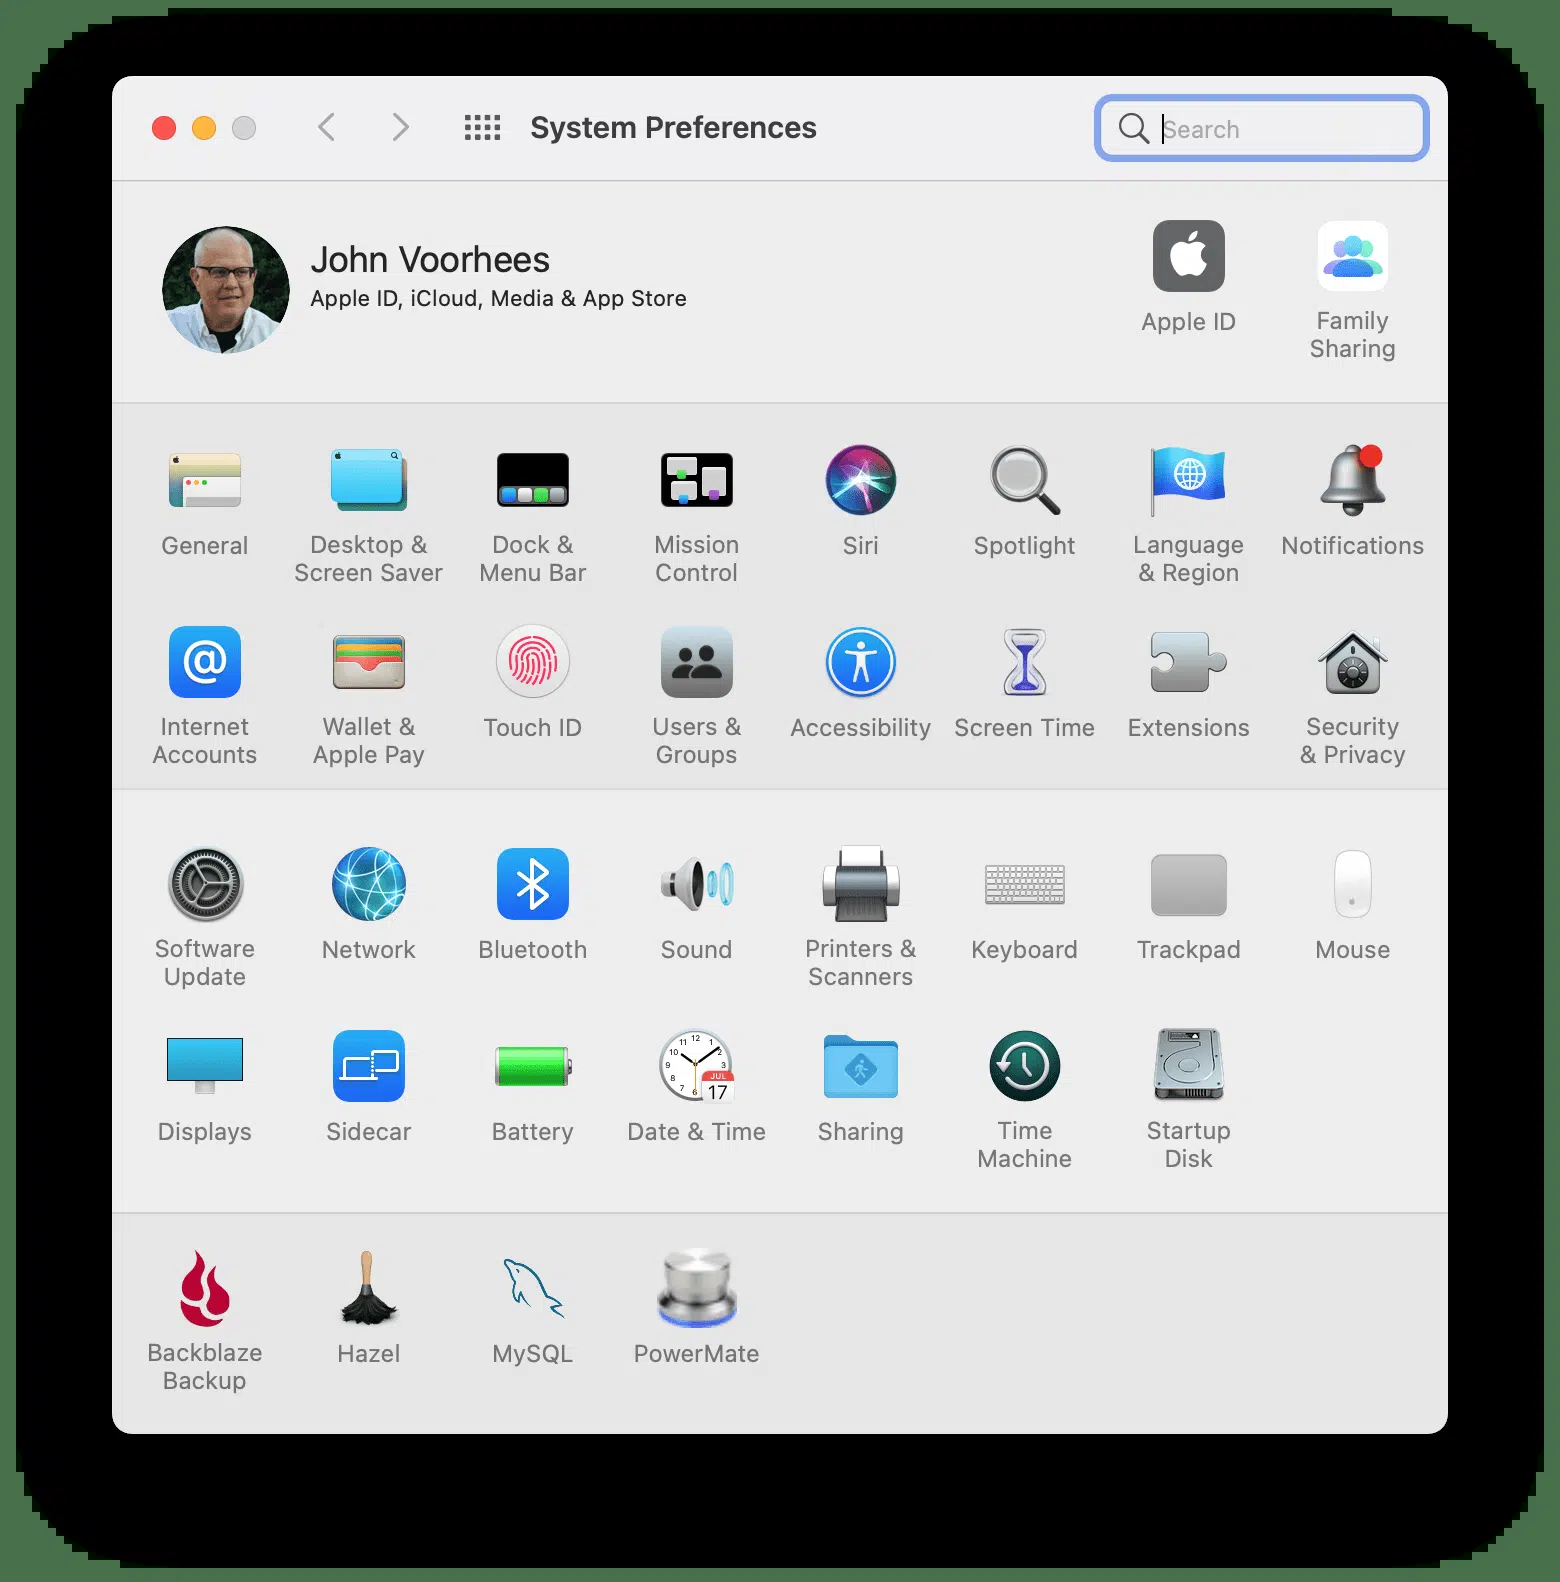 System Preferences
Search
John Voorhees
Apple ID, iCloud, Media & App Store
Apple ID
Family
Sharing
General
Desktop &
Screen Saver
Dock &
Menu Bar
Mission
Control
Siri
Spotlight
Language
& Region
Notifications
Internet
Accounts
Wallet &
Apple Pay
Touch ID
Users &
Groups
Accessibility
Screen Time
Extensions
Security
& Privacy
Software
Update
Network
Bluetooth
Sound
Printers &
Scanners
Keyboard
Trackpad
Mouse
Displays
Sidecar
Battery
JUL
17
Date & Time
Sharing
Time
Machine
Startup
Disk
Backblaze
Backup
Hazel
MySQL
PowerMate